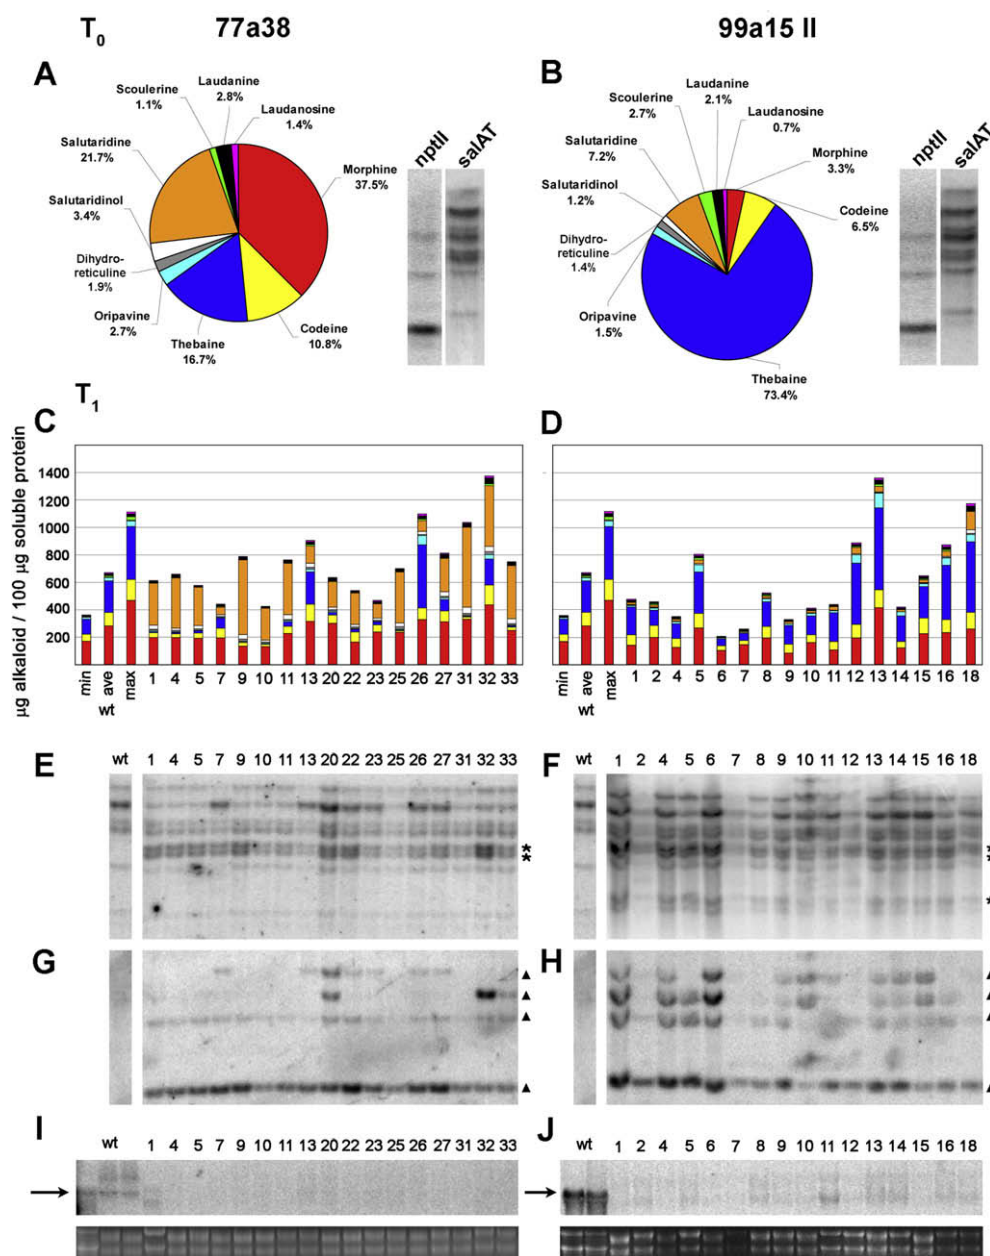 T0 77a38 99a15 II
A
Scoulerine
1.1%
Laudanine
2.8%
Laudanosine
1.4%
Salutaridine
21.7%
Morphine
37.5%
Salutaridinol
3.4%
Dihydro-
reticuline
1.9%
Oripavine
2.7%
Thebaine
16.7%
Codeine
10.8%
nptII salAT
B
Laudanine
2.1%
Scoulerine
2.7%
Laudanosine
0.7%
Salutaridine
7.2%
Morphine
3.3%
Salutaridinol
1.2%
Codeine
6.5%
Dihydro-
reticuline
1.4%
Oripavine
1.5%
Thebaine
73.4%
nptII salAT
T1
C
µg alkaloid / 100 µg soluble protein
1400
1200
1000
800
600
400
200
min ave max 1 4 5 7 9 10 11 13 20 22 23 25 26 27 31 32 33
wt
D
min ave max 1 2 4 5 6 7 8 9 10 11 12 13 14 15 16 18
wt
E wt 1 4 5 7 9 10 11 13 20 22 23 25 26 27 31 32 33
*
*
F wt 1 2 4 5 6 7 8 9 10 11 12 13 14 15 16 18
*
*
*
G
▲
▲
▲
▲
H
▲
▲
▲
▲
I wt 1 4 5 7 9 10 11 13 20 22 23 25 26 27 31 32 33
J wt 1 2 4 5 6 7 8 9 10 11 12 13 14 16 18